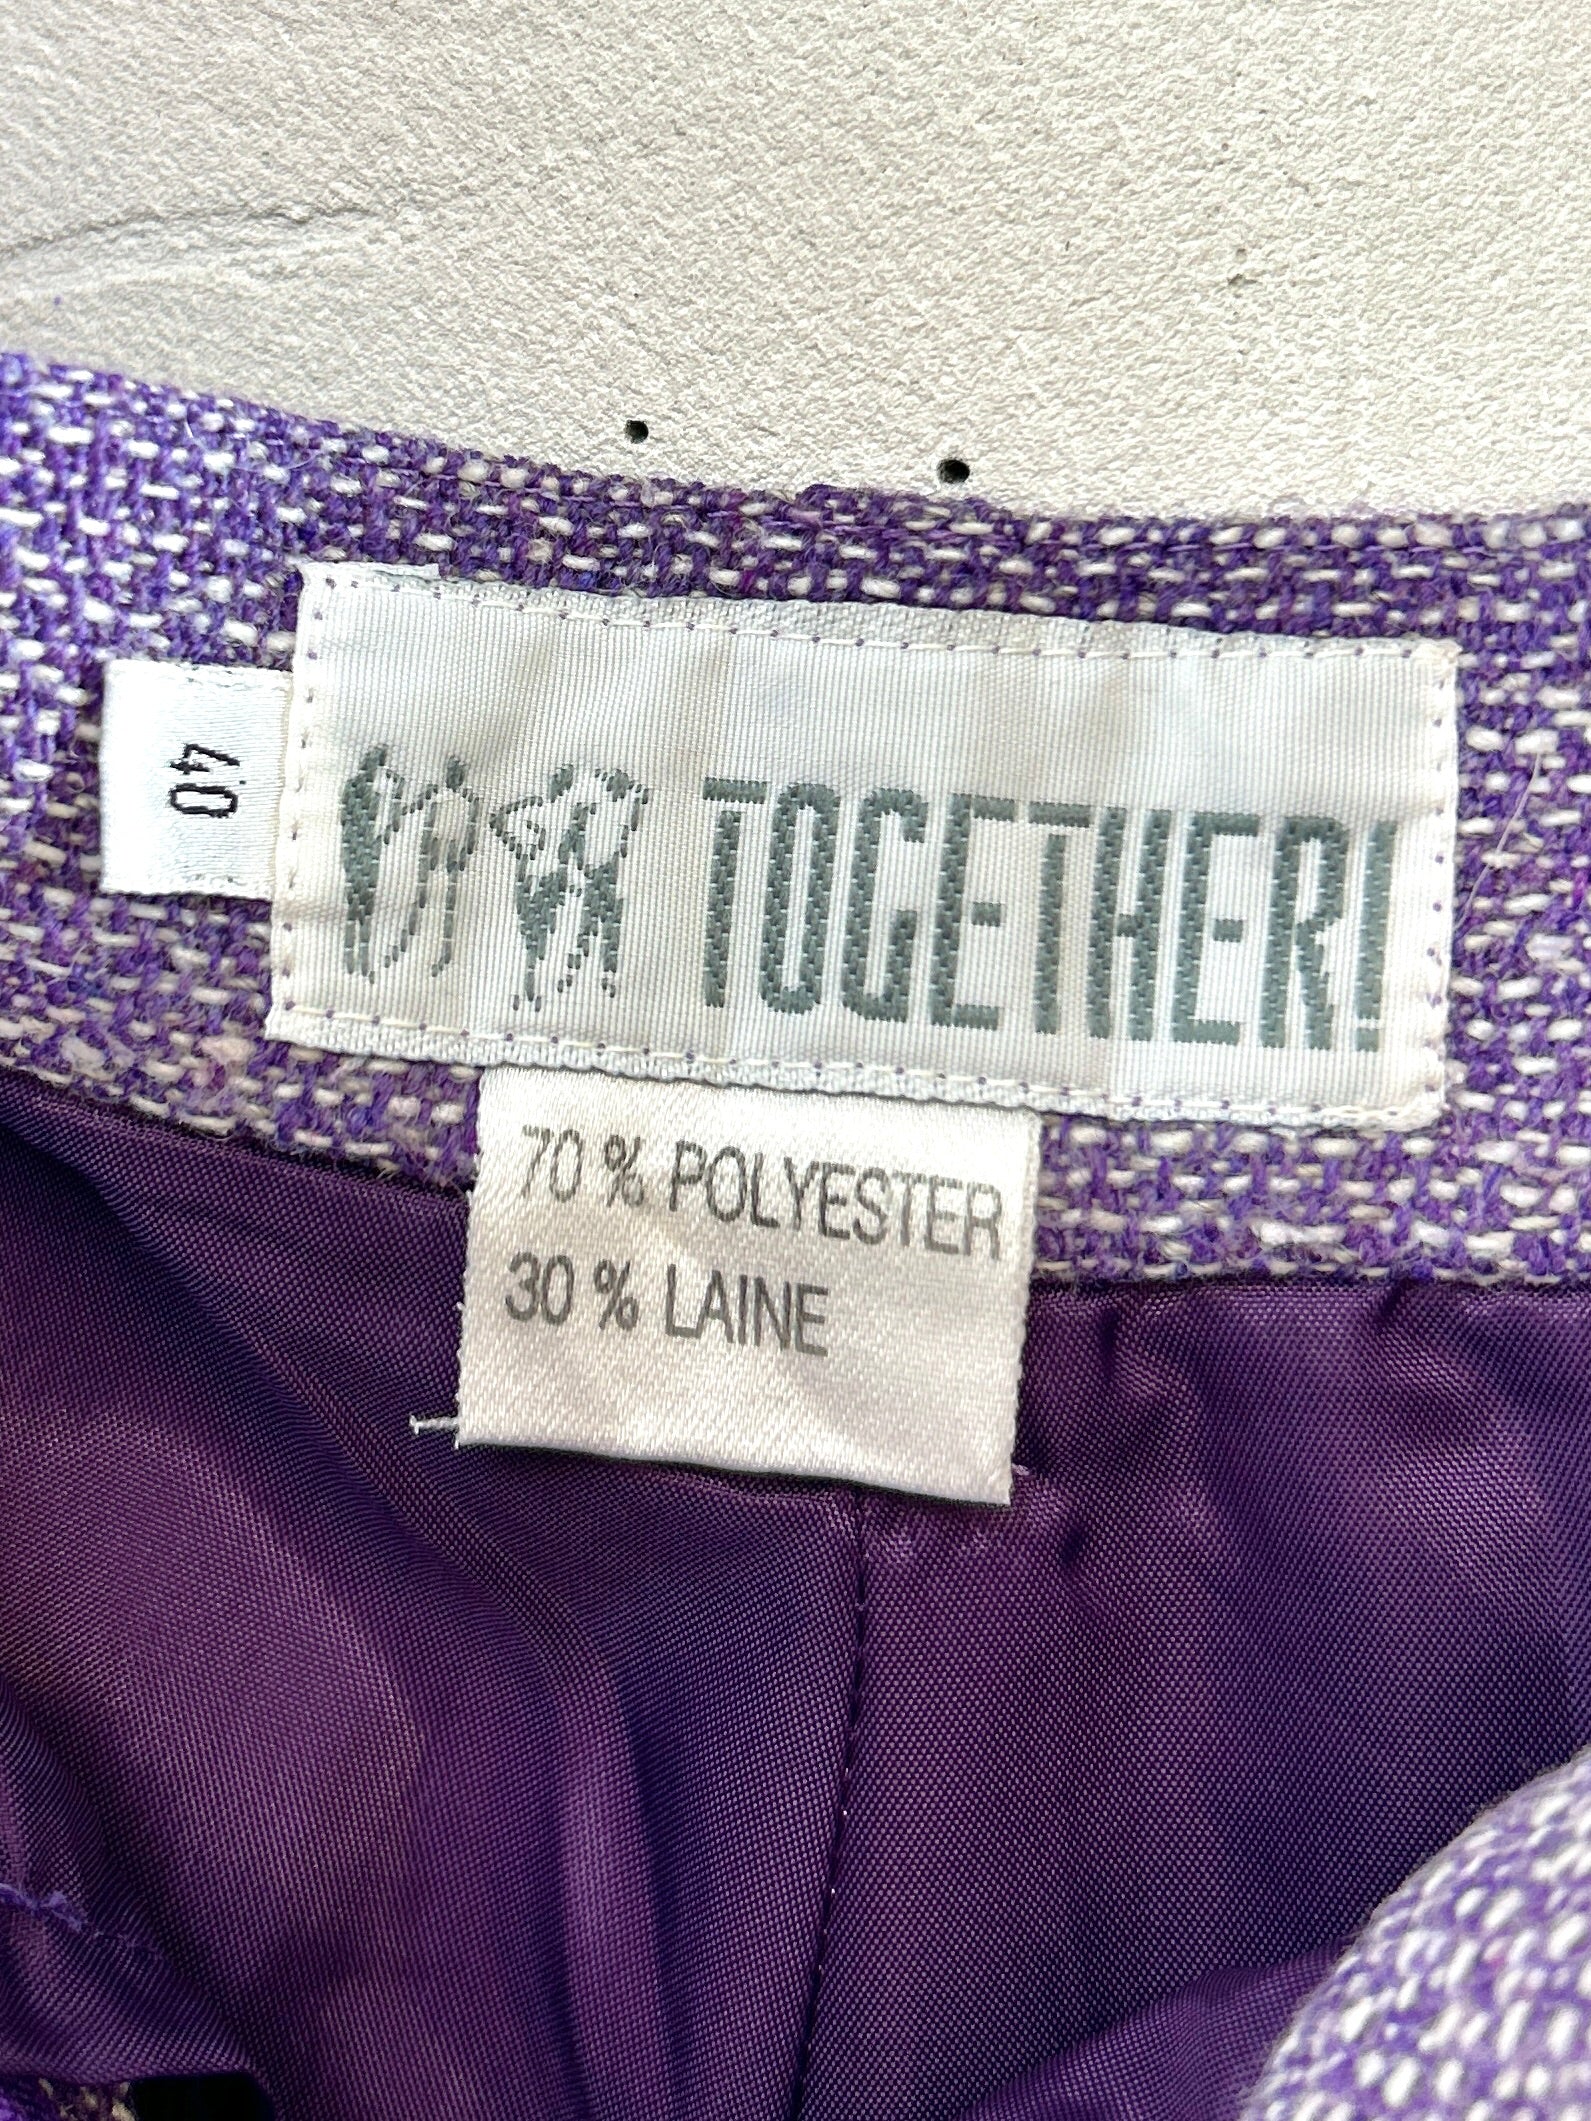 40
TOGETHER!
70 % POLYESTER
30 % LAINE